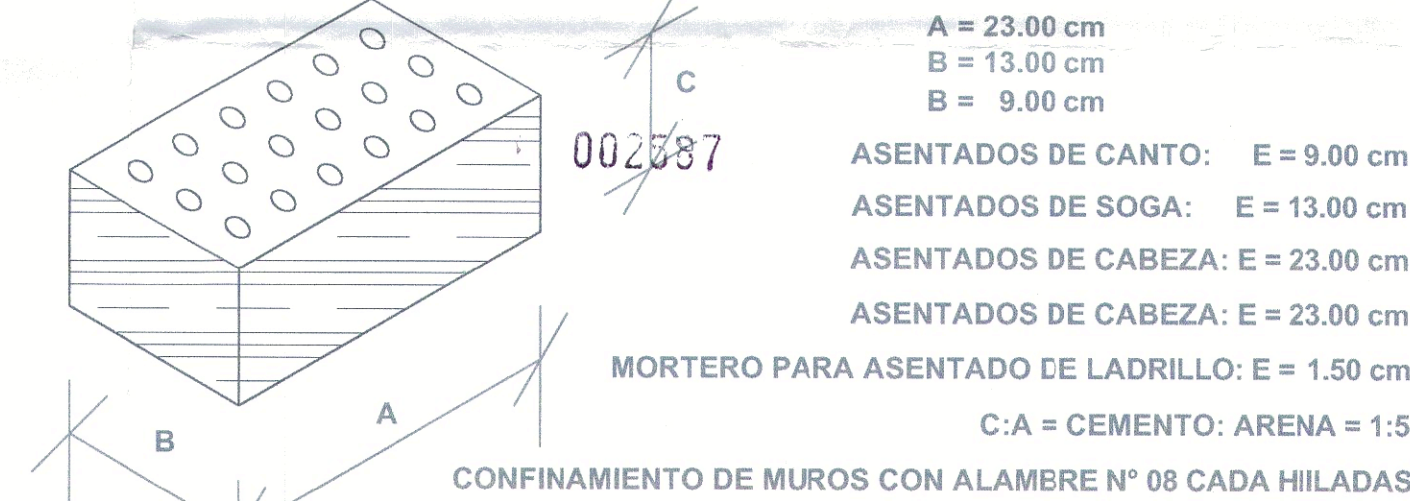 A = 23.00 cm
B = 13.00 cm
B = 9.00 cm
C
002587
ASENTADOS DE CANTO: E = 9.00 cm
ASENTADOS DE SOGA: E = 13.00 cm
ASENTADOS DE CABEZA: E = 23.00 cm
ASENTADOS DE CABEZA: E = 23.00 cm
MORTERO PARA ASENTADO DE LADRILLO: E = 1.50 cm
A
B
C:A = CEMENTO: ARENA = 1:5
CONFINAMIENTO DE MUROS CON ALAMBRE N° 08 CADA HIILADAS